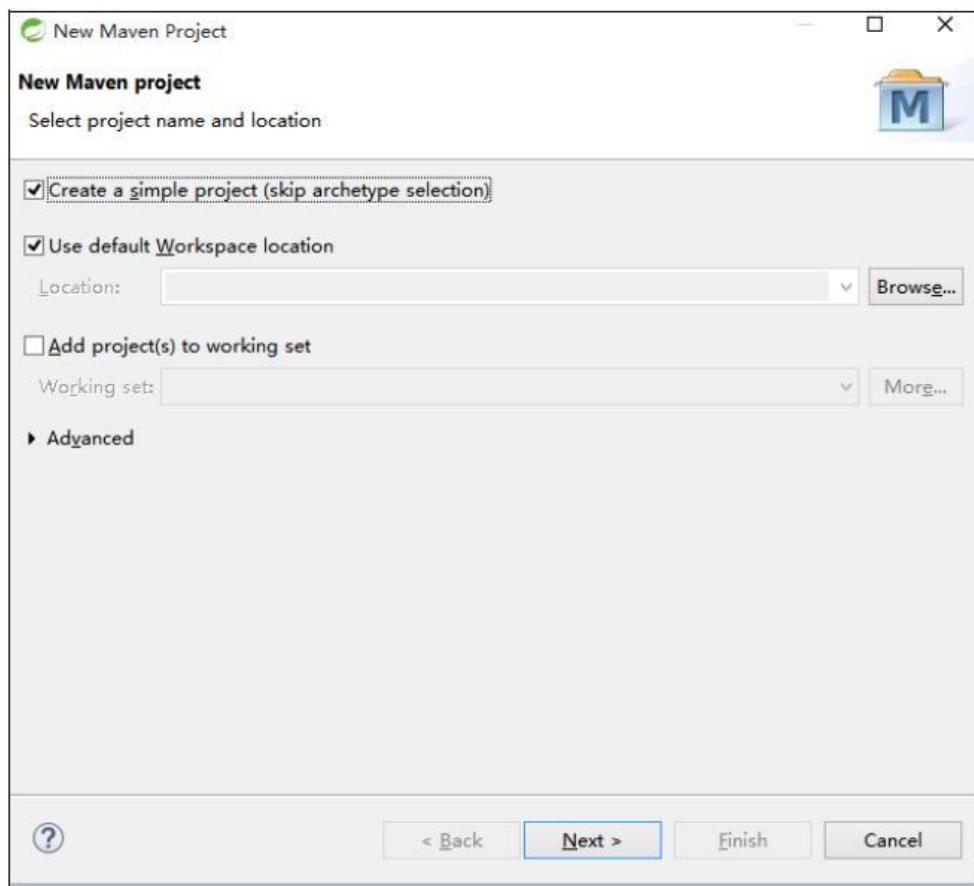 New Maven Project
New Maven project
M
Select project name and location
Create a simple project (skip archetype selection)
Use default Workspace location
Location:
Browse...
Add project(s) to working set
Working set:
More...
Advanced
?
< Back
Next >
Finish
Cancel